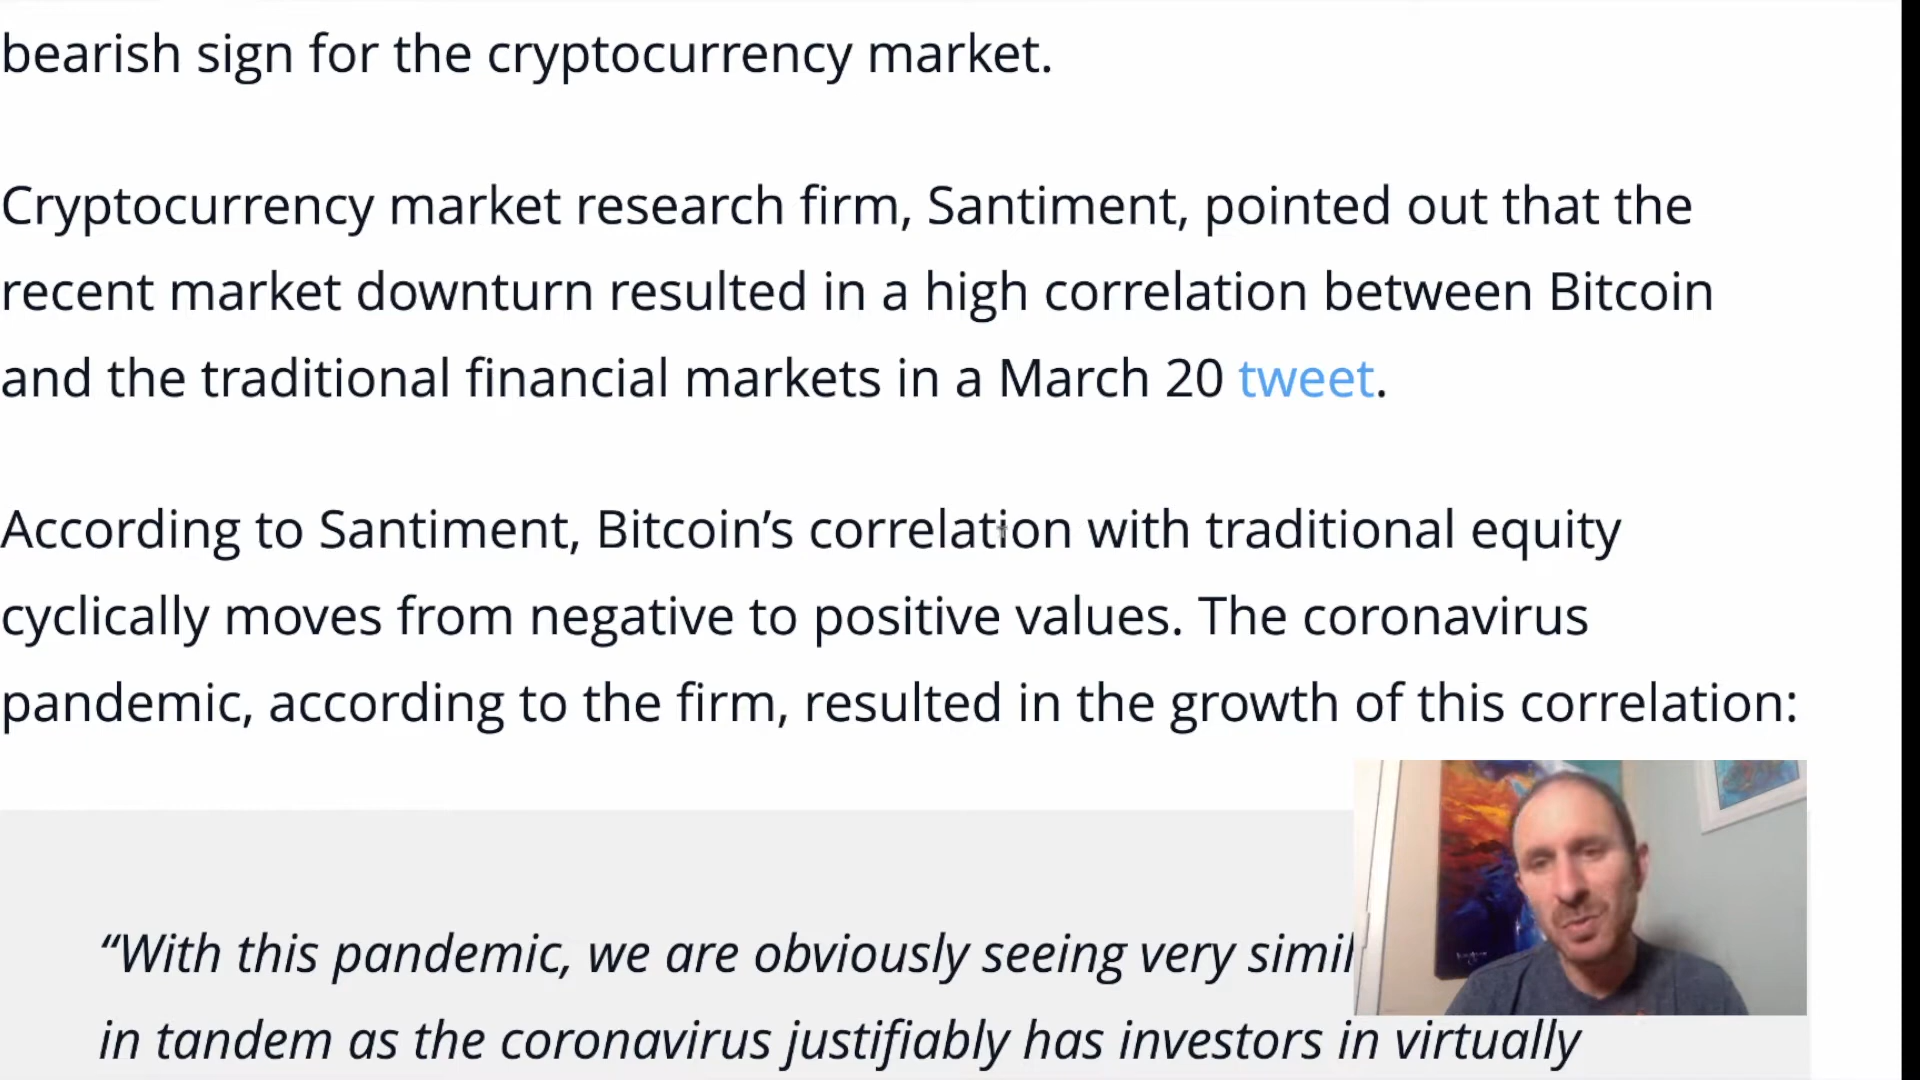 bearish sign for the cryptocurrency market.
Cryptocurrency market research firm, Santiment, pointed out that the
recent market downturn resulted in a high correlation between Bitcoin
and the traditional financial markets in a March 20 tweet.
According to Santiment, Bitcoin’s correlation with traditional equity
cyclically moves from negative to positive values. The coronavirus
pandemic, according to the firm, resulted in the growth of this correlation:
“With this pandemic, we are obviously seeing very
in tandem as the coronavirus justifiably has investors in virtually